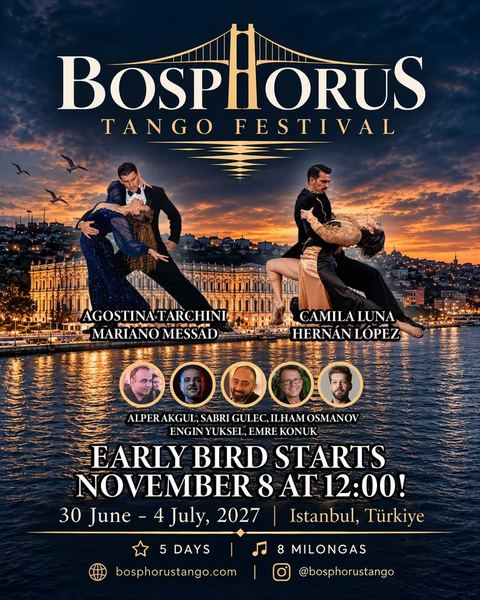 BOSPHORUS
TANGO FESTIVAL
AGOSTINA TARCHINI
MARIANO MESSAD
CAMILA LUNA
HERNÁN LÓPEZ
ALPER AKGUL, SABRI GULEC, ILHAM OSMANOV
ENGIN YUKSEL, EMRE KONUK
EARLY BIRD STARTS
NOVEMBER 8 AT 12:00!
30 June – 4 July, 2027 | Istanbul, Türkiye
5 DAYS | 8 MILONGAS
bosphorustango.com | @bosphorustango